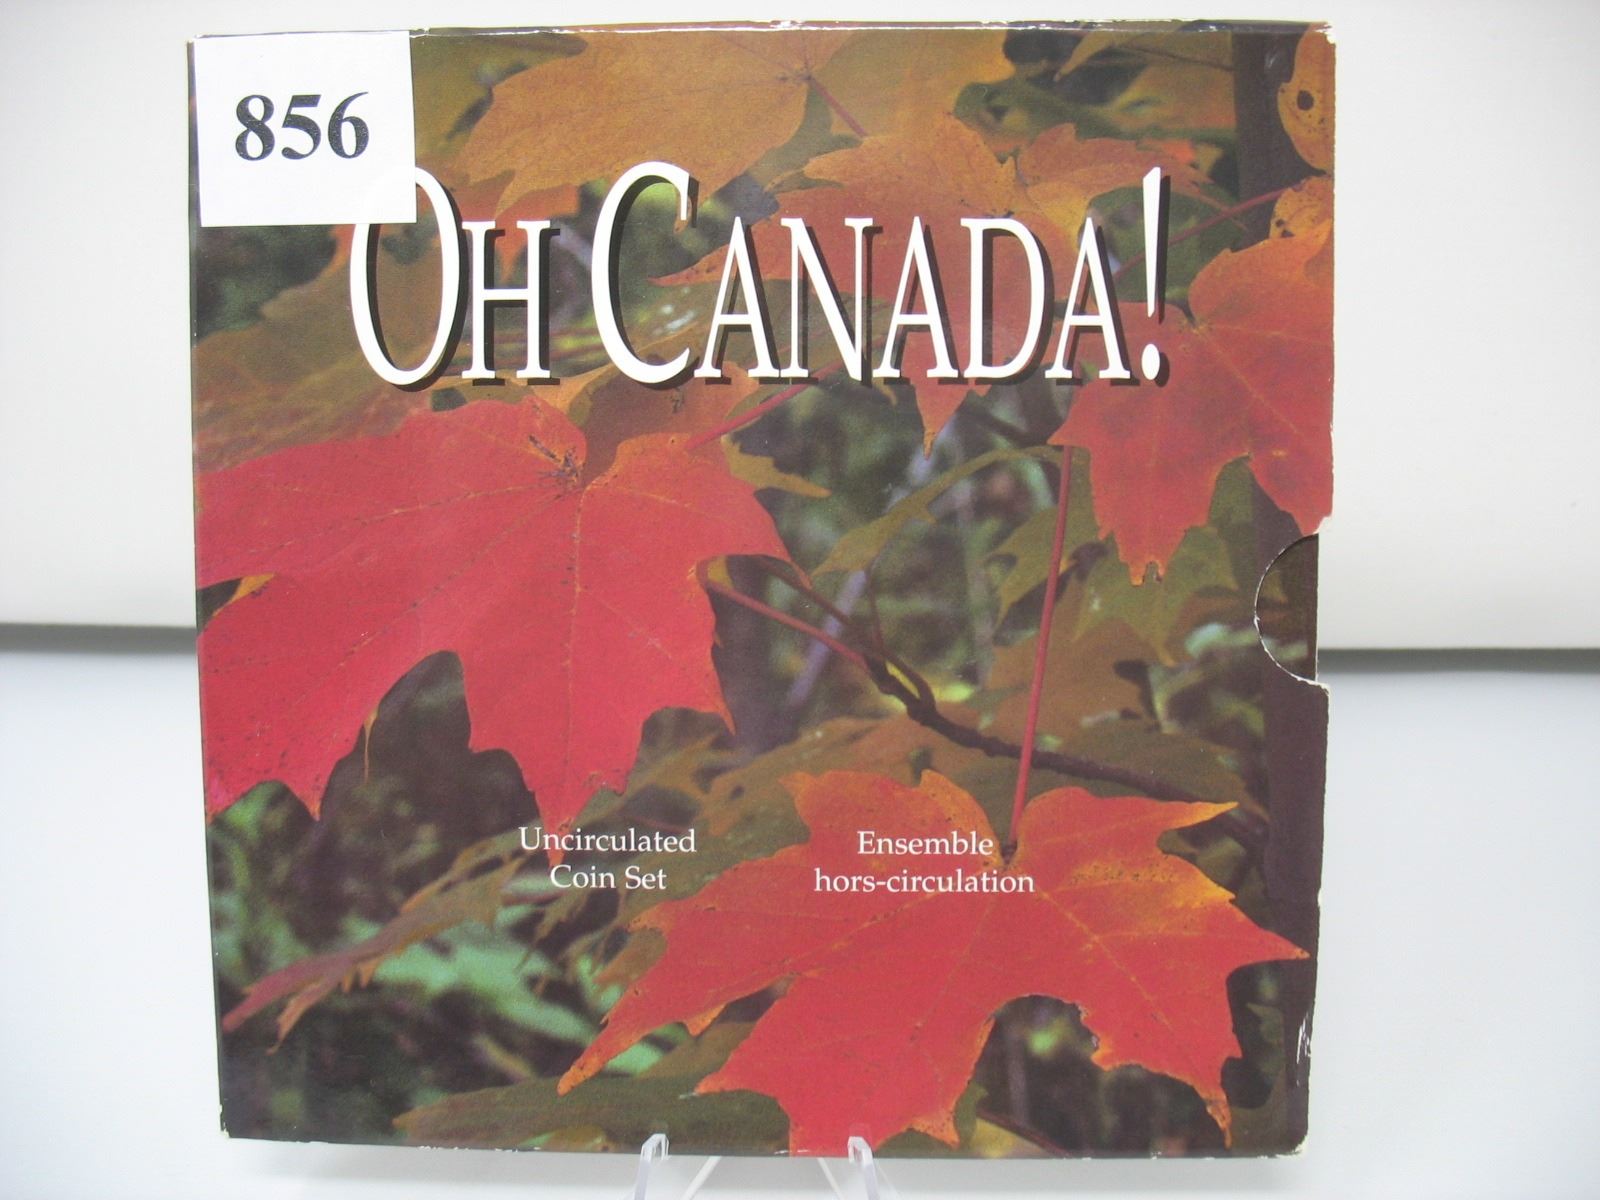 856
OH CANADA!
Uncirculated
Coin Set
Ensemble
hors-circulation